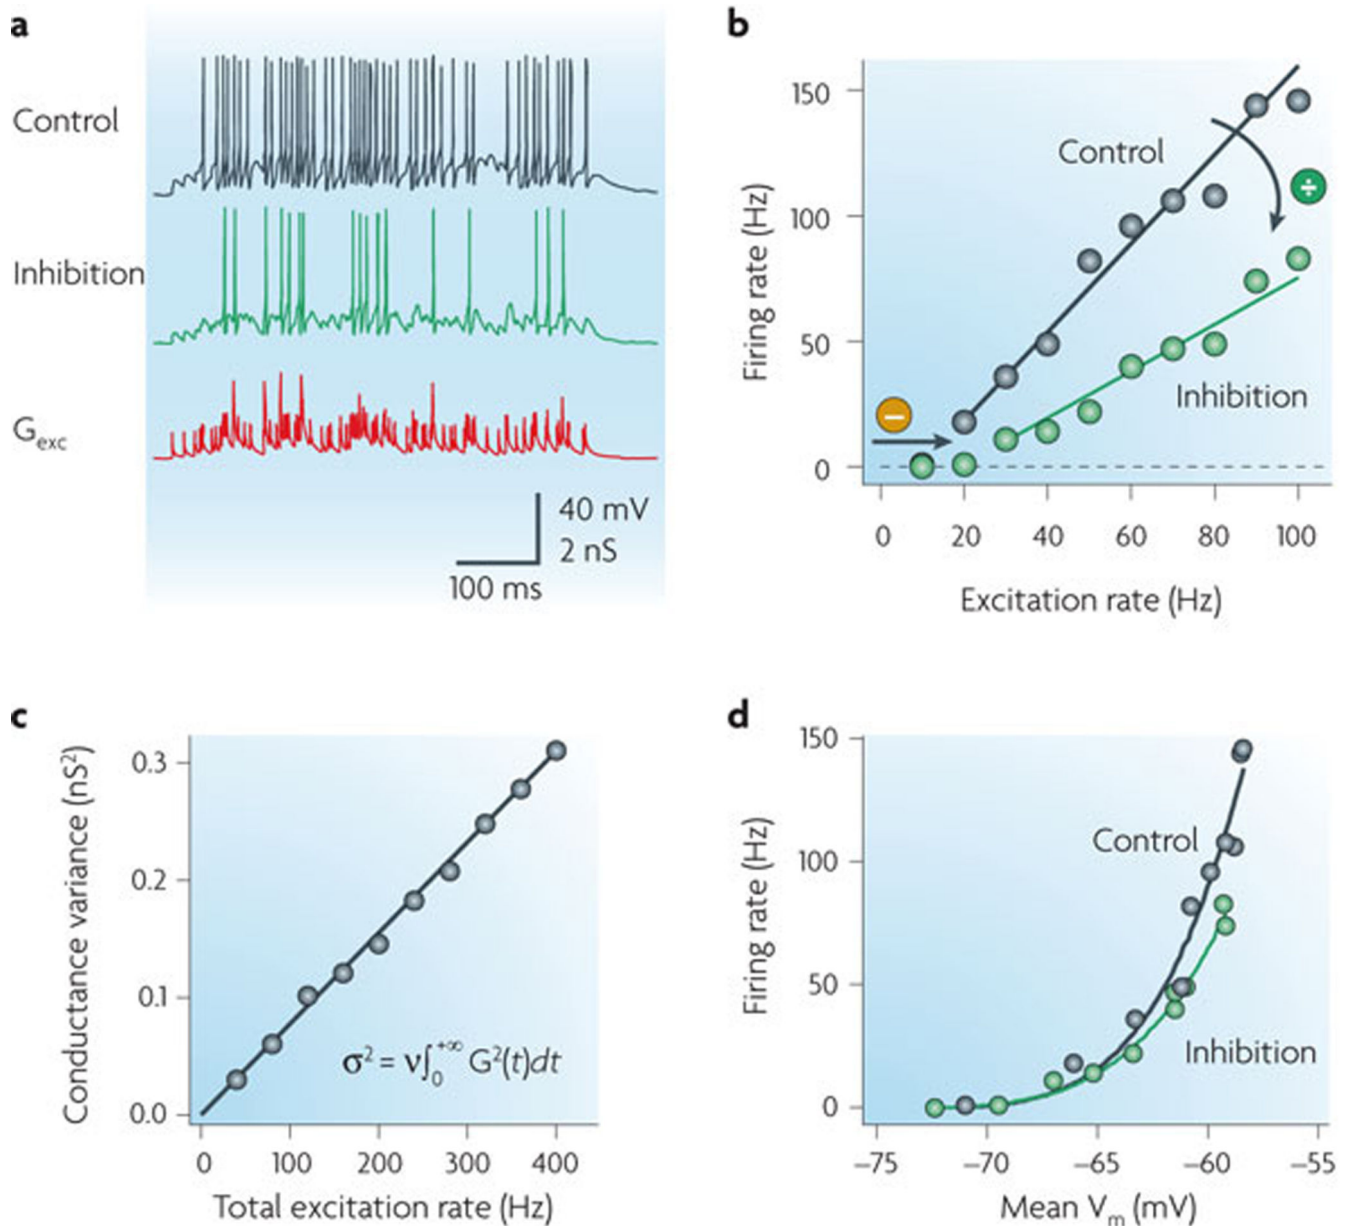 a
Control
Inhibition
G_exc
40 mV
2 nS
100 ms
b
Firing rate (Hz)
150
100
50
0
Control
÷
Inhibition
−
0 20 40 60 80 100
Excitation rate (Hz)
c
Conductance variance (nS²)
0.3
0.2
0.1
0.0
σ² = ν∫₀⁺∞ G²(t)dt
0 100 200 300 400
Total excitation rate (Hz)
d
Firing rate (Hz)
150
100
50
0
Control
Inhibition
−75 −70 −65 −60 −55
Mean V_m (mV)